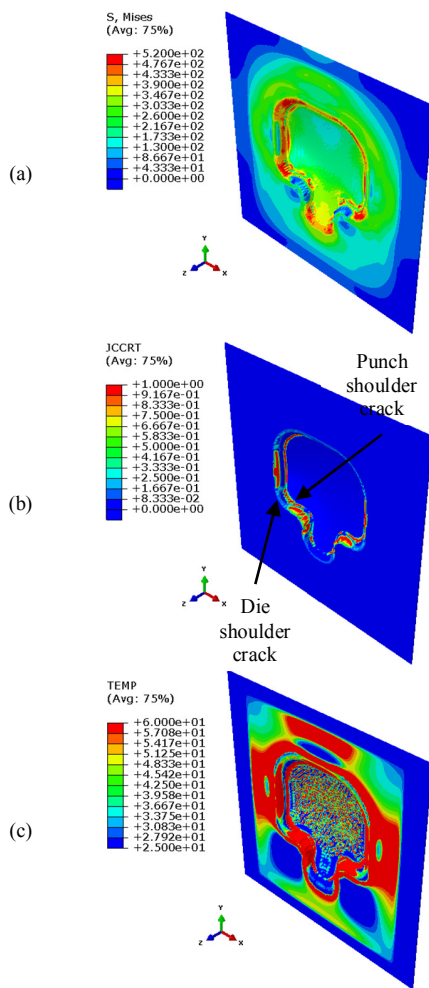 S, Mises
(Avg: 75%)
+5.200e+02
+4.767e+02
+4.333e+02
+3.900e+02
+3.467e+02
+3.033e+02
+2.600e+02
+2.167e+02
+1.733e+02
+1.300e+02
+8.667e+01
+4.333e+01
+0.000e+00
(a)
Y
Z
X
JCCRT
(Avg: 75%)
+1.000e+00
+9.167e-01
+8.333e-01
+7.500e-01
+6.667e-01
+5.833e-01
+5.000e-01
+4.167e-01
+3.333e-01
+2.500e-01
+1.667e-01
+8.333e-02
+0.000e+00
Punch
shoulder
crack
(b)
Y
Z
X
Die
shoulder
crack
TEMP
(Avg: 75%)
+6.000e+01
+5.708e+01
+5.417e+01
+5.125e+01
+4.833e+01
+4.542e+01
+4.250e+01
+3.958e+01
+3.667e+01
+3.375e+01
+3.083e+01
+2.792e+01
+2.500e+01
(c)
Y
Z
X